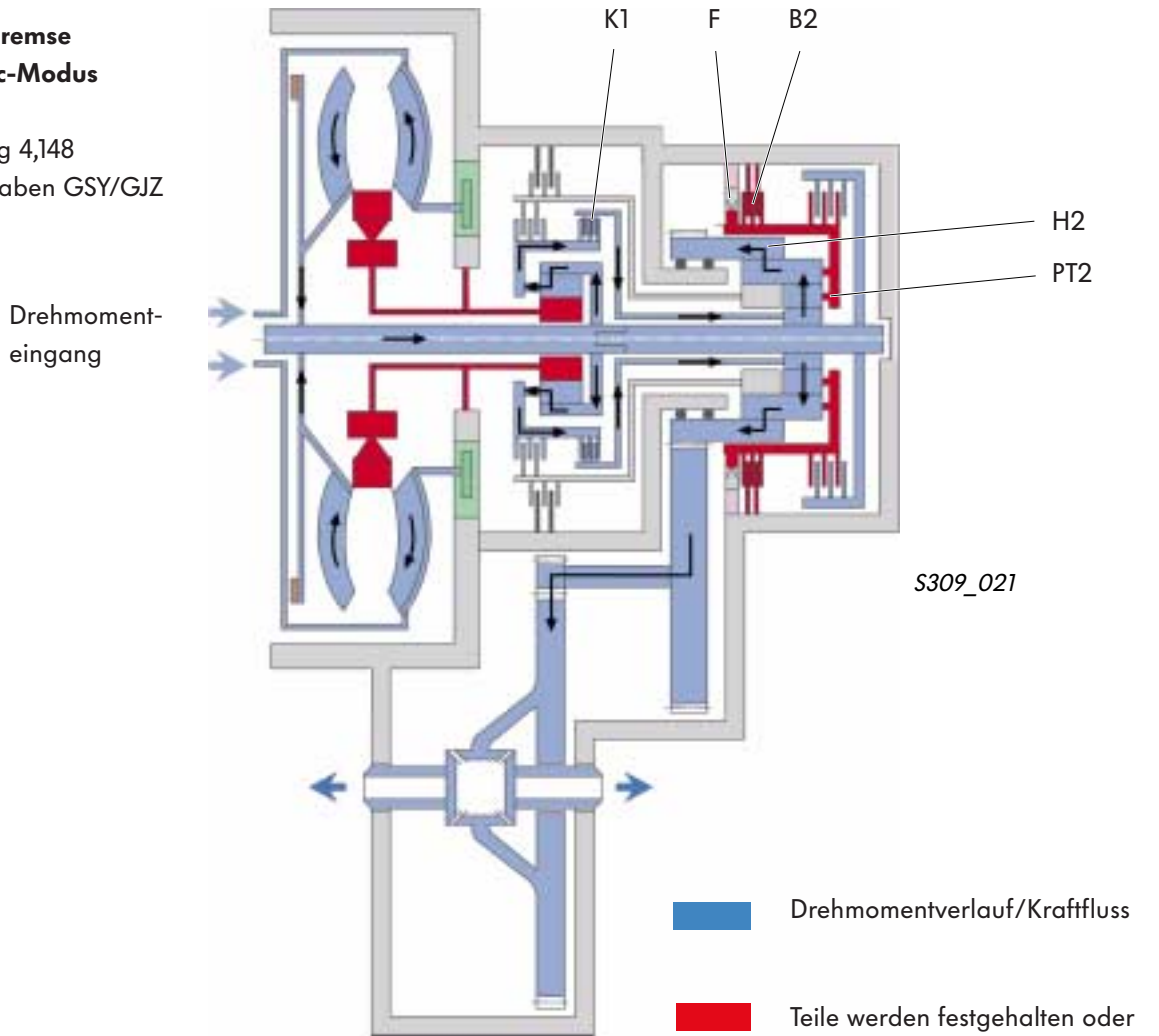 K1 F B2
remse
c-Modus
g 4,148
aben GSY/GJZ
H2
PT2
Drehmoment-
eingang
S309_021
Drehmomentverlauf/Kraftfluss
Teile werden festgehalten oder